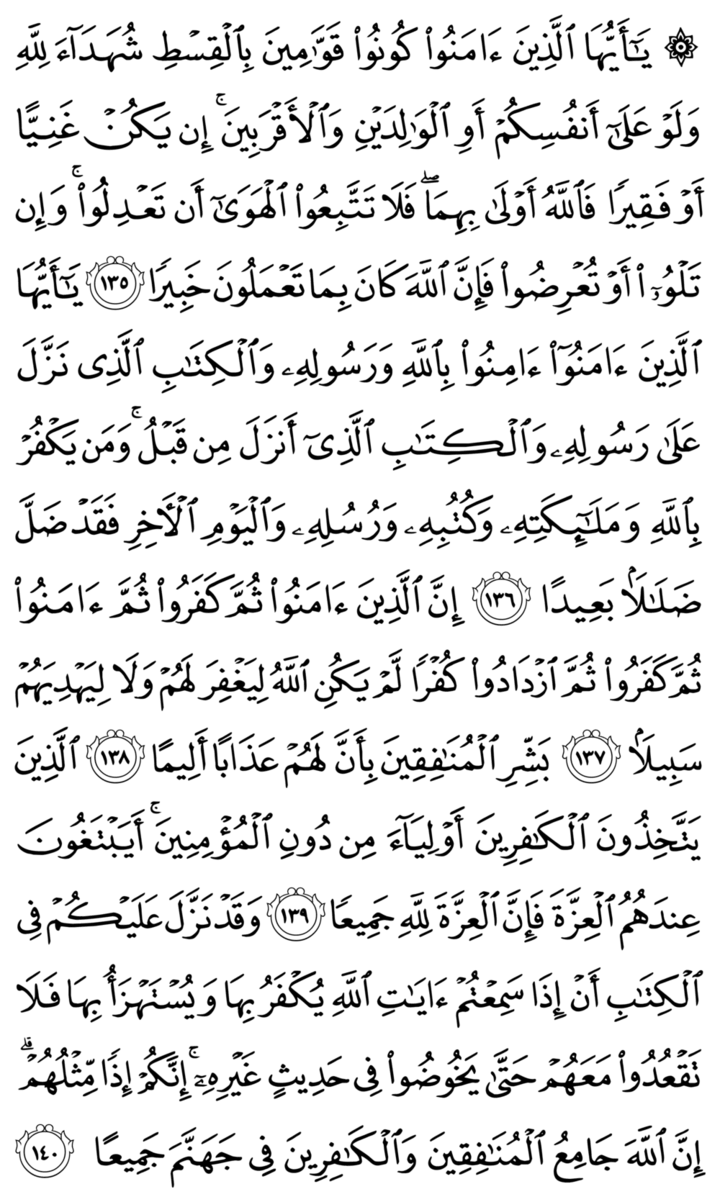 ۞ يَـٰٓأَيُّهَا ٱلَّذِينَ ءَامَنُوا۟ كُونُوا۟ قَوَّٰمِينَ بِٱلْقِسْطِ شُهَدَآءَ لِلَّهِ
وَلَوْ عَلَىٰٓ أَنفُسِكُمْ أَوِ ٱلْوَٰلِدَيْنِ وَٱلْأَقْرَبِينَ ۚ إِن يَكُنْ غَنِيًّا
أَوْ فَقِيرًا فَٱللَّهُ أَوْلَىٰ بِهِمَا ۖ فَلَا تَتَّبِعُوا۟ ٱلْهَوَىٰٓ أَن تَعْدِلُوا۟ ۚ وَإِن
تَلْوُۥٓا۟ أَوْ تُعْرِضُوا۟ فَإِنَّ ٱللَّهَ كَانَ بِمَا تَعْمَلُونَ خَبِيرًا ١٣٥ يَـٰٓأَيُّهَا
ٱلَّذِينَ ءَامَنُوٓا۟ ءَامِنُوا۟ بِٱللَّهِ وَرَسُولِهِۦ وَٱلْكِتَـٰبِ ٱلَّذِى نَزَّلَ
عَلَىٰ رَسُولِهِۦ وَٱلْكِتَـٰبِ ٱلَّذِىٓ أَنزَلَ مِن قَبْلُ ۚ وَمَن يَكْفُرْ
بِٱللَّهِ وَمَلَـٰٓئِكَتِهِۦ وَكُتُبِهِۦ وَرُسُلِهِۦ وَٱلْيَوْمِ ٱلْـَٔاخِرِ فَقَدْ ضَلَّ
ضَلَـٰلًۢا بَعِيدًا ١٣٦ إِنَّ ٱلَّذِينَ ءَامَنُوا۟ ثُمَّ كَفَرُوا۟ ثُمَّ ءَامَنُوا۟
ثُمَّ كَفَرُوا۟ ثُمَّ ٱزْدَادُوا۟ كُفْرًا لَّمْ يَكُنِ ٱللَّهُ لِيَغْفِرَ لَهُمْ وَلَا لِيَهْدِيَهُمْ
سَبِيلًۢا ١٣٧ بَشِّرِ ٱلْمُنَـٰفِقِينَ بِأَنَّ لَهُمْ عَذَابًا أَلِيمًا ١٣٨ ٱلَّذِينَ
يَتَّخِذُونَ ٱلْكَـٰفِرِينَ أَوْلِيَآءَ مِن دُونِ ٱلْمُؤْمِنِينَ ۚ أَيَبْتَغُونَ
عِندَهُمُ ٱلْعِزَّةَ فَإِنَّ ٱلْعِزَّةَ لِلَّهِ جَمِيعًا ١٣٩ وَقَدْ نَزَّلَ عَلَيْكُمْ فِى
ٱلْكِتَـٰبِ أَنْ إِذَا سَمِعْتُمْ ءَايَـٰتِ ٱللَّهِ يُكْفَرُ بِهَا وَيُسْتَهْزَأُ بِهَا فَلَا
تَقْعُدُوا۟ مَعَهُمْ حَتَّىٰ يَخُوضُوا۟ فِى حَدِيثٍ غَيْرِهِۦٓ ۚ إِنَّكُمْ إِذًا مِّثْلُهُمْ ۗ
إِنَّ ٱللَّهَ جَامِعُ ٱلْمُنَـٰفِقِينَ وَٱلْكَـٰفِرِينَ فِى جَهَنَّمَ جَمِيعًا ١٤٠